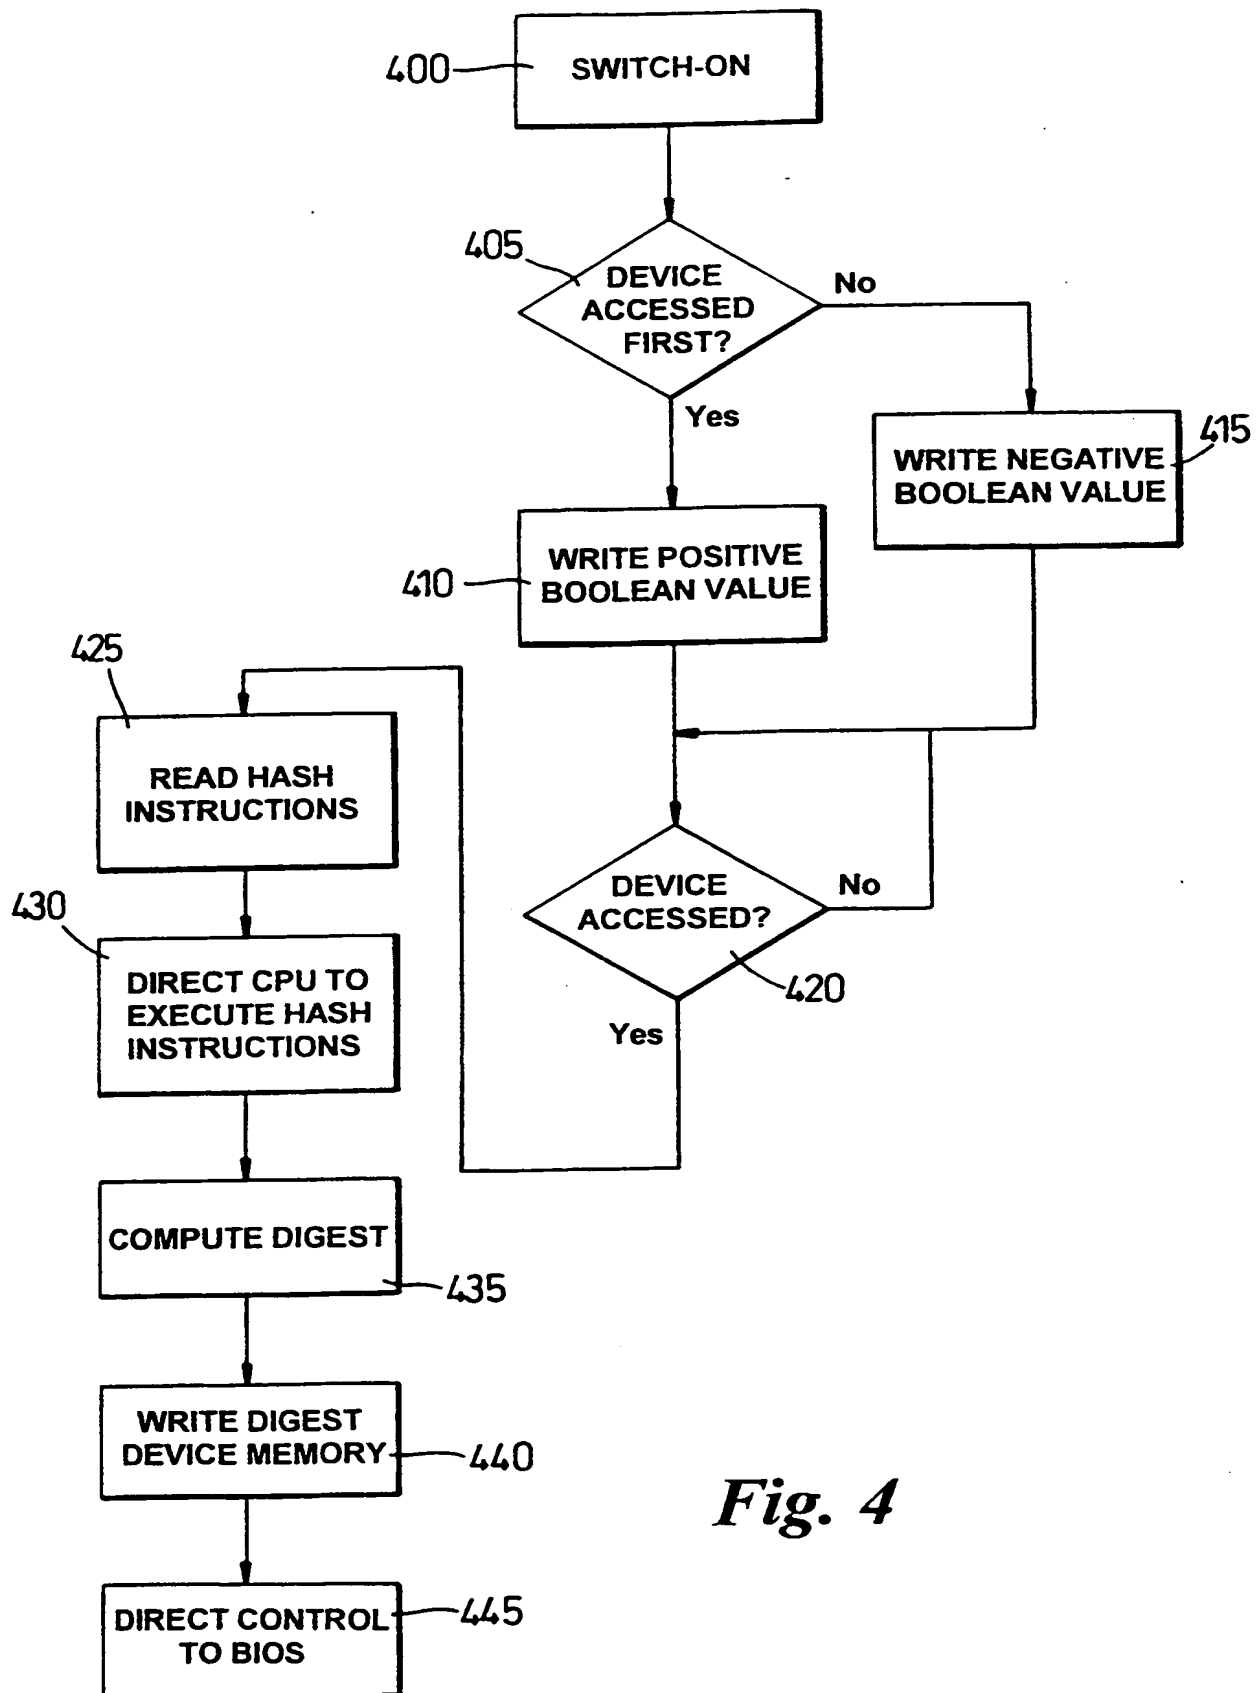 400
SWITCH-ON
405
DEVICE
ACCESSED
FIRST?
No
Yes
415
WRITE NEGATIVE
BOOLEAN VALUE
410
WRITE POSITIVE
BOOLEAN VALUE
425
READ HASH
INSTRUCTIONS
DEVICE
ACCESSED?
No
420
Yes
430
DIRECT CPU TO
EXECUTE HASH
INSTRUCTIONS
COMPUTE DIGEST
435
WRITE DIGEST
DEVICE MEMORY
440
DIRECT CONTROL
TO BIOS
445
Fig. 4